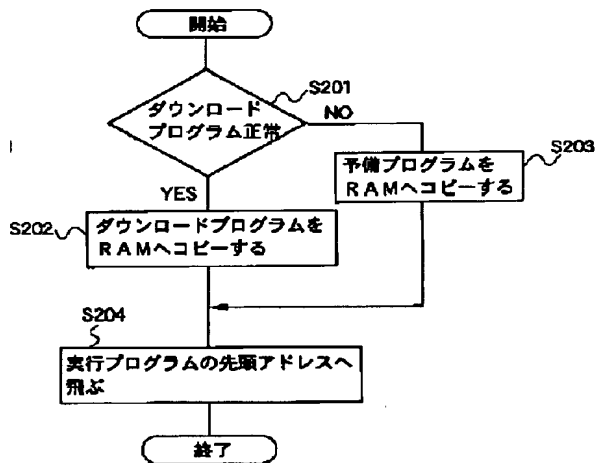 開始
S201
ダウンロード
プログラム正常
NO
S203
予備プログラムを
RAMへコピーする
YES
S202
ダウンロードプログラムを
RAMへコピーする
S204
実行プログラムの先頭アドレスへ
飛ぶ
終了